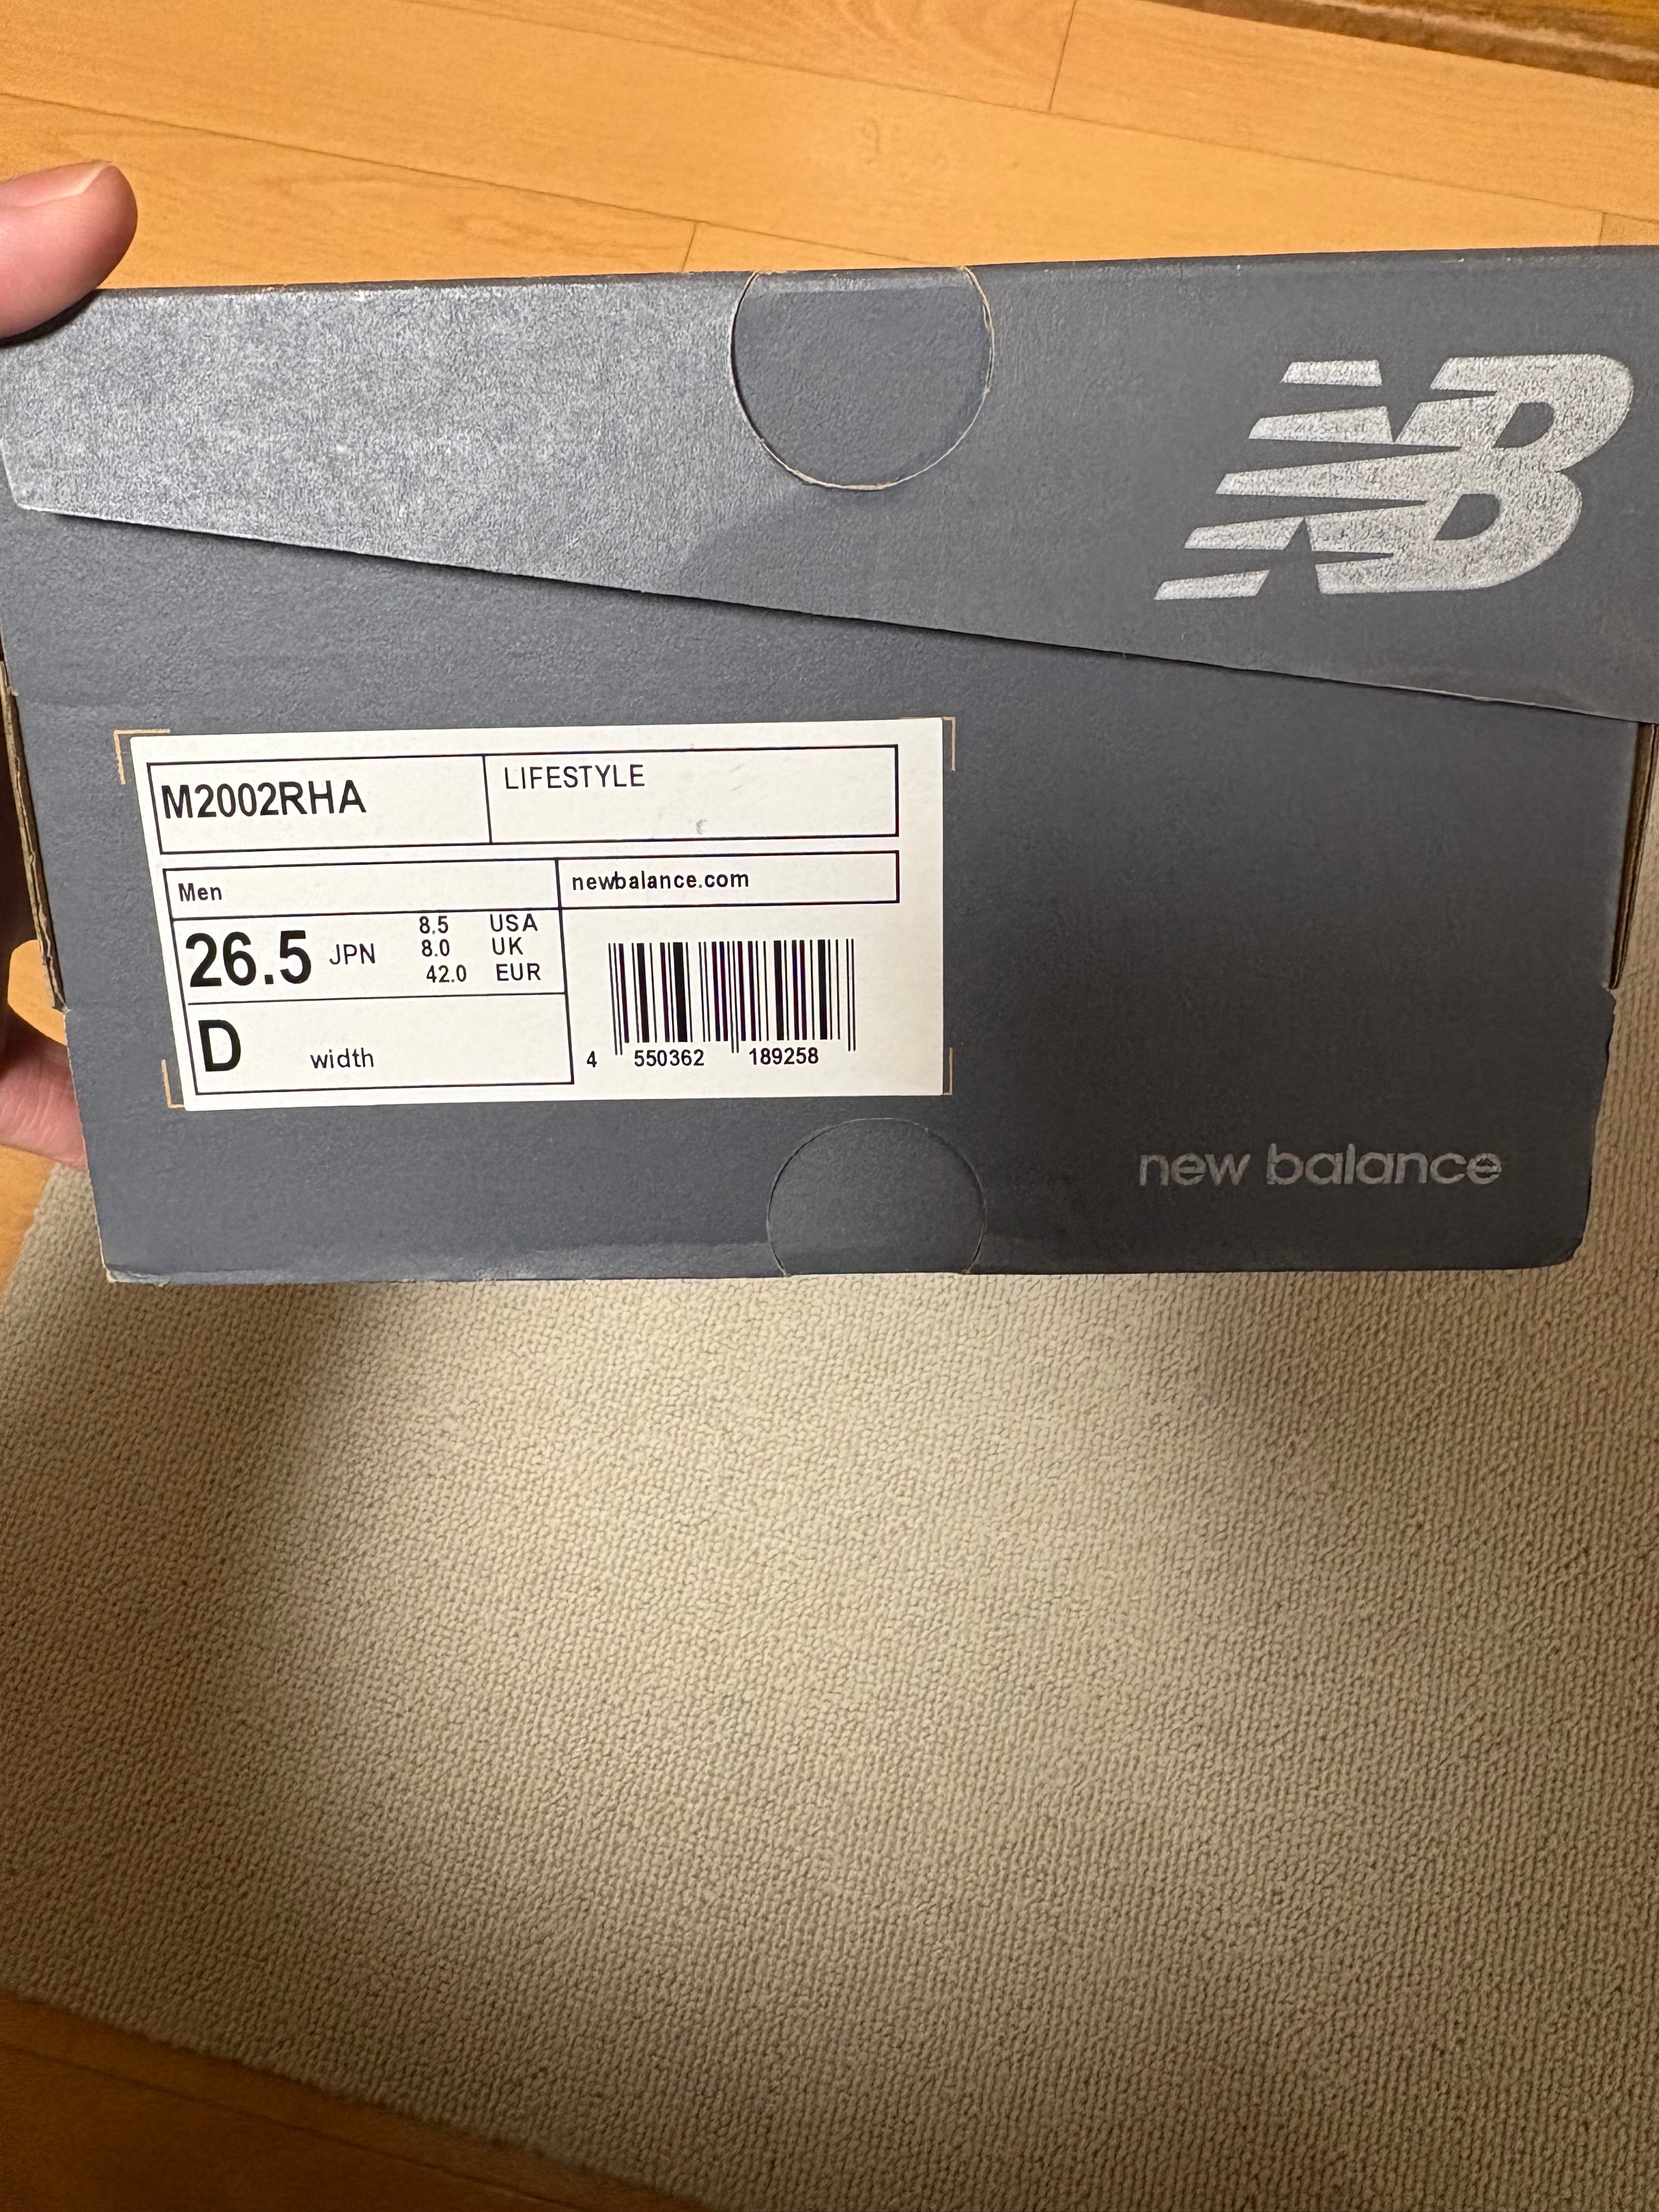 NB
M2002RHA
LIFESTYLE
Men
newbalance.com
26.5 JPN
8.5 USA
8.0 UK
42.0 EUR
D width
4 550362 189258
new balance